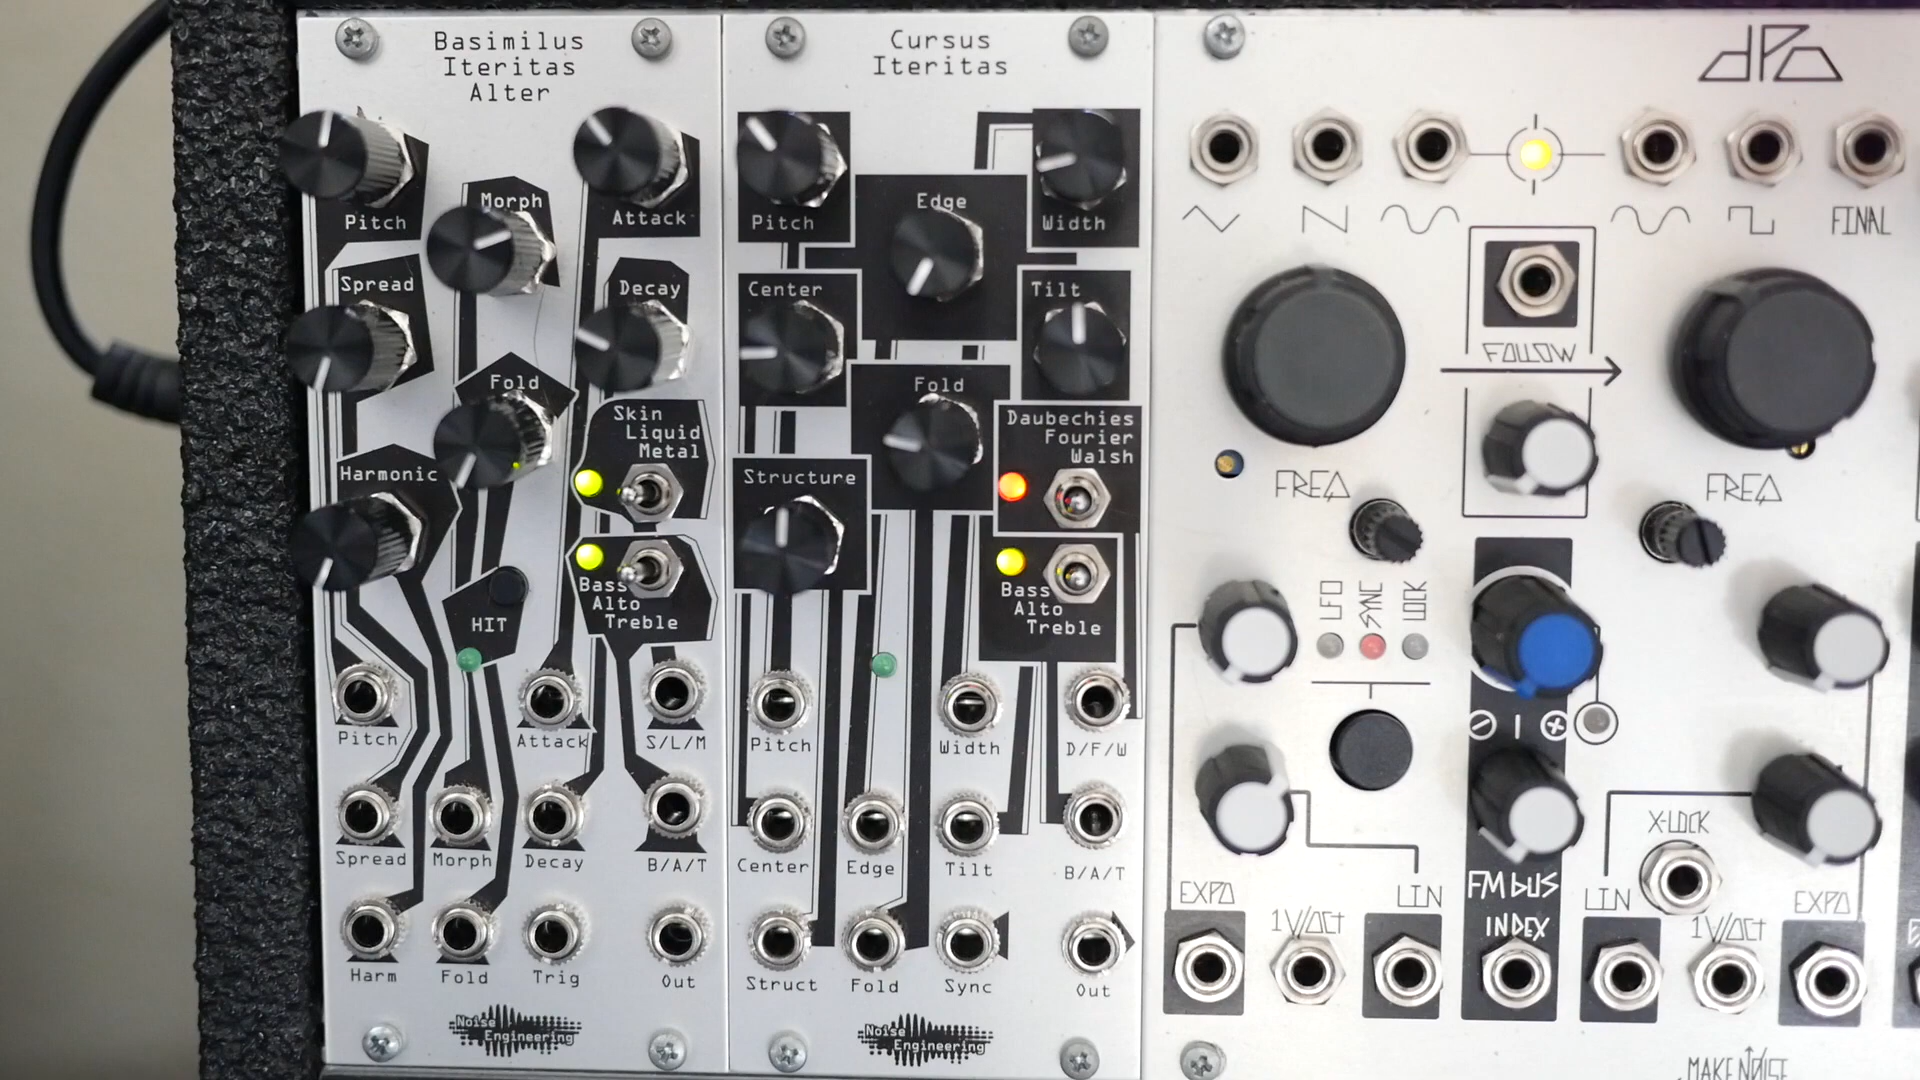 Basimilus
Iteritas
Alter
Pitch
Morph
Attack
Spread
Decay
Fold
Skin
Liquid
Metal
Harmonic
Bass
Alto
Treble
HIT
Pitch
Attack
S/L/M
Spread
Morph
Decay
B/A/T
Harm
Fold
Trig
Out
Noise
Engineering
Cursus
Iteritas
Pitch
Edge
Width
Center
Tilt
Fold
Daubechies
Fourier
Walsh
Structure
Bass
Alto
Treble
Pitch
Width
D/F/W
Center
Edge
Tilt
B/A/T
Struct
Fold
Sync
Out
Noise
Engineering
dPO
FINAL
FOLLOW
FREQ
FREQ
LFO
SYNC
LOCK
X-LOCK
EXPO
1V/Oct
LIN
FM bus
INDEX
LIN
1V/Oct
EXPO
MAKE NOISE